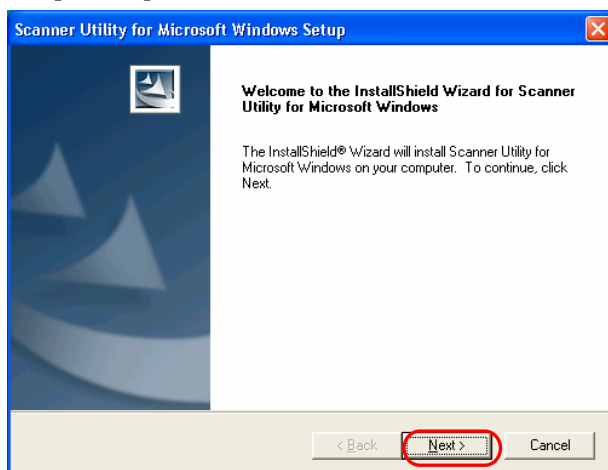 Scanner Utility for Microsoft Windows Setup
Welcome to the InstallShield Wizard for Scanner
Utility for Microsoft Windows
The InstallShield® Wizard will install Scanner Utility for
Microsoft Windows on your computer. To continue, click
Next.
< Back Next > Cancel